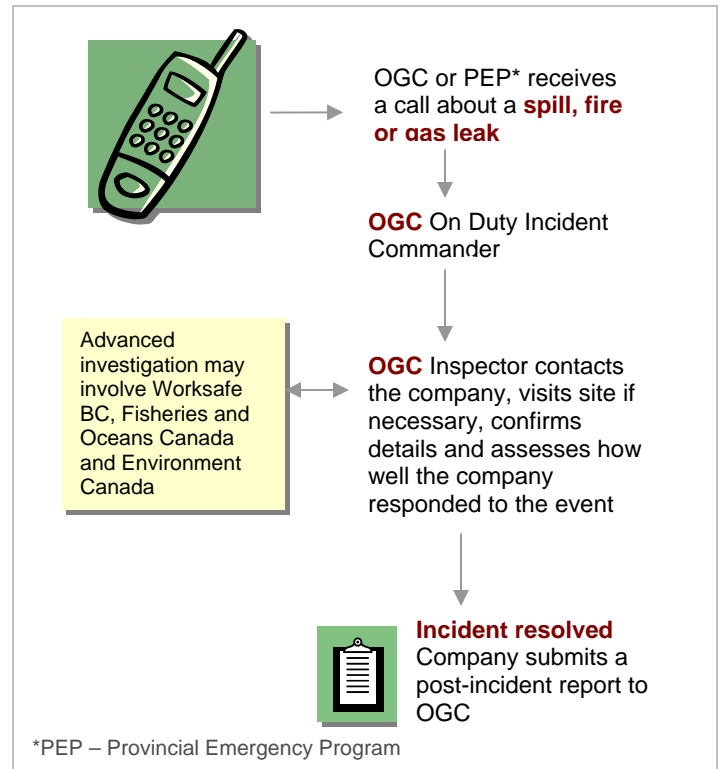 OGC or PEP* receives
a call about a spill, fire
or gas leak
OGC On Duty Incident
Commander
Advanced
investigation may
involve Worksafe
BC, Fisheries and
Oceans Canada
and Environment
Canada
OGC Inspector contacts
the company, visits site if
necessary, confirms
details and assesses how
well the company
responded to the event
Incident resolved
Company submits a
post-incident report to
OGC
*PEP – Provincial Emergency Program